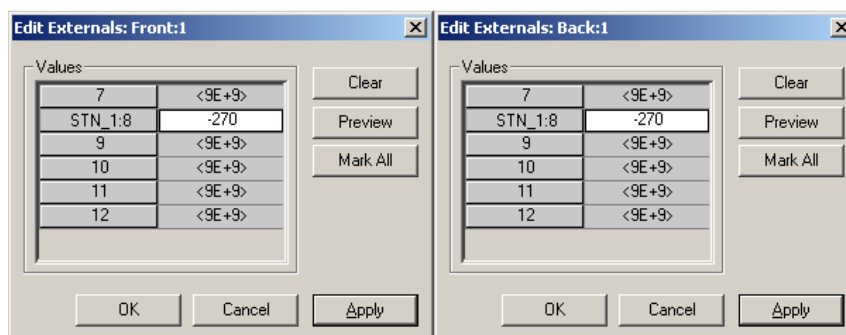 Edit Externals: Front:1
Values
7 <9E+9>
STN_1:8 -270
9 <9E+9>
10 <9E+9>
11 <9E+9>
12 <9E+9>
Clear
Preview
Mark All
OK Cancel Apply
Edit Externals: Back:1
Values
7 <9E+9>
STN_1:8 -270
9 <9E+9>
10 <9E+9>
11 <9E+9>
12 <9E+9>
Clear
Preview
Mark All
OK Cancel Apply